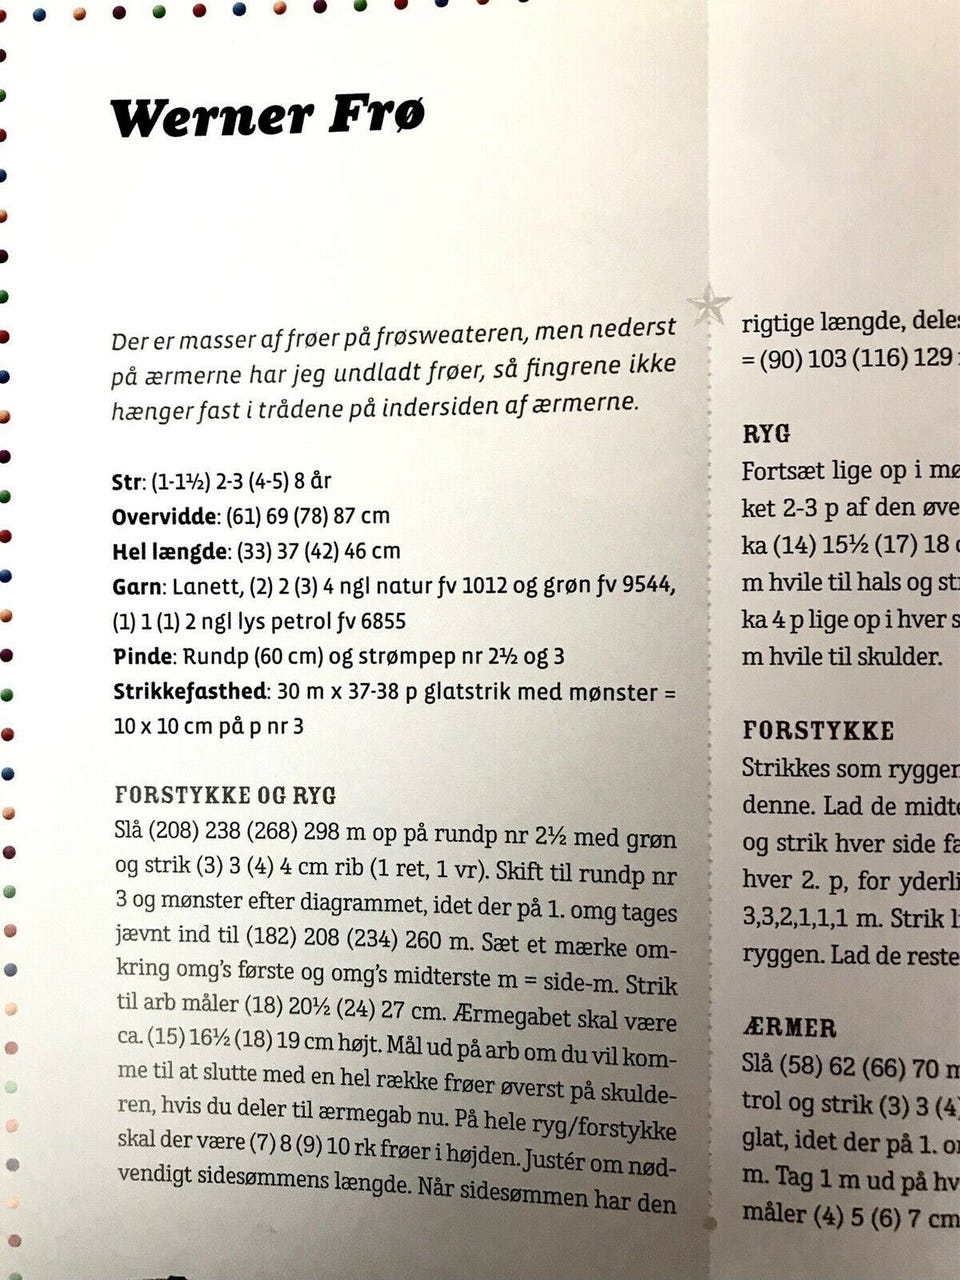 Werner Frø
Der er masser af frøer på frøsweateren, men nederst
på ærmerne har jeg undladt frøer, så fingrene ikke
hænger fast i trådene på indersiden af ærmerne.
Str: (1-1½) 2-3 (4-5) 8 år
Overvidde: (61) 69 (78) 87 cm
Hel længde: (33) 37 (42) 46 cm
Garn: Lanett, (2) 2 (3) 4 ngl natur fv 1012 og grøn fv 9544,
(1) 1 (1) 2 ngl lys petrol fv 6855
Pinde: Rundp (60 cm) og strømpep nr 2½ og 3
Strikkefasthed: 30 m x 37-38 p glatstrik med mønster =
10 x 10 cm på p nr 3
FORSTYKKE OG RYG
Slå (208) 238 (268) 298 m op på rundp nr 2½ med grøn
og strik (3) 3 (4) 4 cm rib (1 ret, 1 vr). Skift til rundp nr
3 og mønster efter diagrammet, idet der på 1. omg tages
jævnt ind til (182) 208 (234) 260 m. Sæt et mærke om-
kring omg's første og omg's midterste m = side-m. Strik
til arb måler (18) 20½ (24) 27 cm. Ærmegabet skal være
ca. (15) 16½ (18) 19 cm højt. Mål ud på arb om du vil kom-
me til at slutte med en hel række frøer øverst på skulde-
ren, hvis du deler til ærmegab nu. På hele ryg/forstykke
skal der være (7) 8 (9) 10 rk frøer i højden. Justér om nød-
vendigt sidesømmens længde. Når sidesømmen har den
rigtige længde, deles
= (90) 103 (116) 129
RYG
Fortsæt lige op i
ket 2-3 p af den
ka (14) 15½ (17) 18
m hvile til hals og
ka 4 p lige op i hver
m hvile til skulder.
FORSTYKKE
Strikkes som
denne. Lad de
og strik hver side
hver 2. p, for
3,3,2,1,1,1 m. Strik
ryggen. Lad de
ÆRMER
Slå (58) 62 (66) 70
trol og strik (3) 3 (4)
glat, idet der på 1.
m. Tag 1 m ud på
måler (4) 5 (6) 7 cm